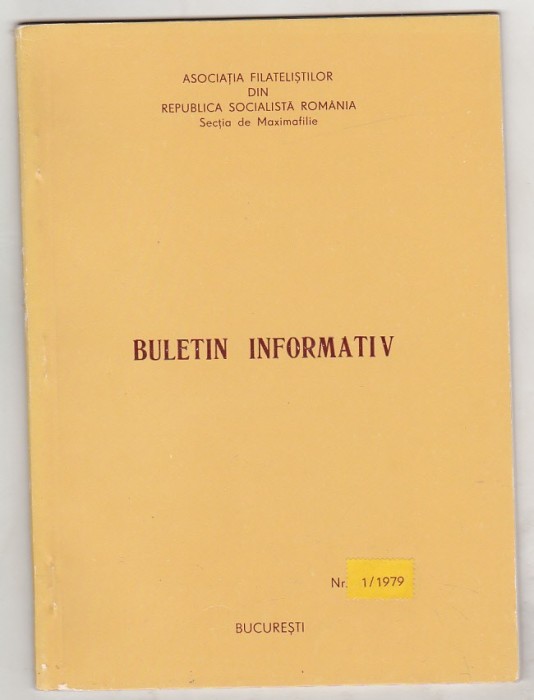 ASOCIAȚIA FILATELIȘTILOR
DIN
REPUBLICA SOCIALISTĂ ROMÂNIA
Secția de Maximafilie
BULETIN INFORMATIV
Nr. 1/1979
BUCUREȘTI